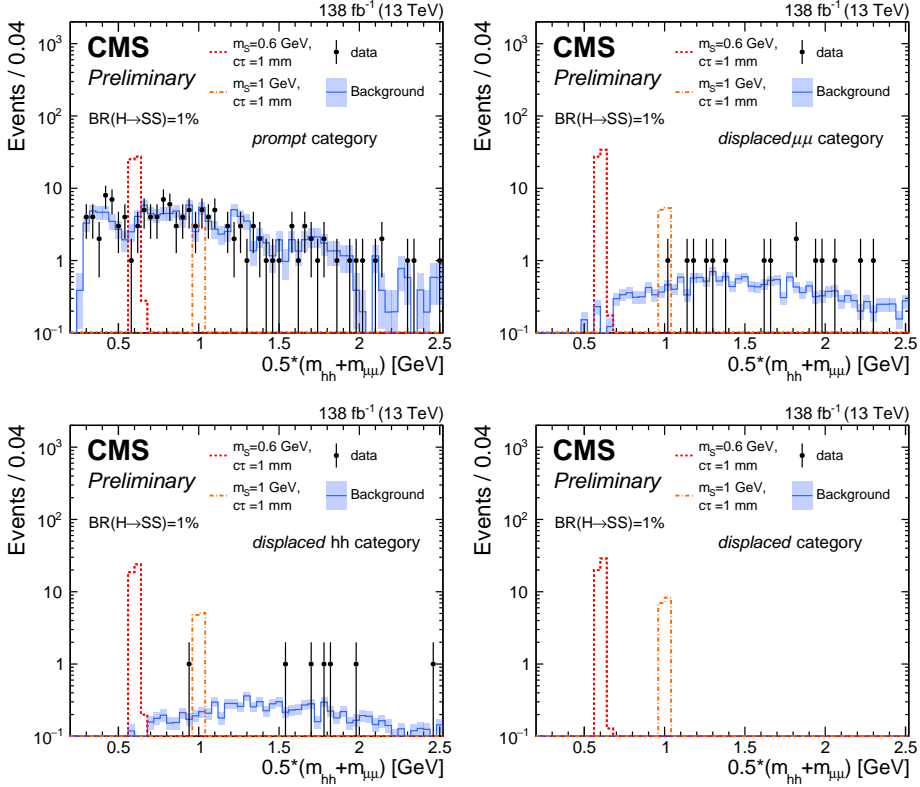 138 fb⁻¹ (13 TeV)
Events / 0.04
10³
10²
10
1
10⁻¹
CMS
Preliminary
BR(H→SS)=1%
m_S=0.6 GeV,
cτ =1 mm
m_S=1 GeV,
cτ =1 mm
data
Background
prompt category
0.5 1 1.5 2 2.5
0.5*(m_hh+m_μμ) [GeV]
138 fb⁻¹ (13 TeV)
Events / 0.04
10³
10²
10
1
10⁻¹
CMS
Preliminary
BR(H→SS)=1%
m_S=0.6 GeV,
cτ =1 mm
m_S=1 GeV,
cτ =1 mm
data
Background
displaced μμ category
0.5 1 1.5 2 2.5
0.5*(m_hh+m_μμ) [GeV]
138 fb⁻¹ (13 TeV)
Events / 0.04
10³
10²
10
1
10⁻¹
CMS
Preliminary
BR(H→SS)=1%
m_S=0.6 GeV,
cτ =1 mm
m_S=1 GeV,
cτ =1 mm
data
Background
displaced hh category
0.5 1 1.5 2 2.5
0.5*(m_hh+m_μμ) [GeV]
138 fb⁻¹ (13 TeV)
Events / 0.04
10³
10²
10
1
10⁻¹
CMS
Preliminary
BR(H→SS)=1%
m_S=0.6 GeV,
cτ =1 mm
m_S=1 GeV,
cτ =1 mm
data
Background
displaced category
0.5 1 1.5 2 2.5
0.5*(m_hh+m_μμ) [GeV]